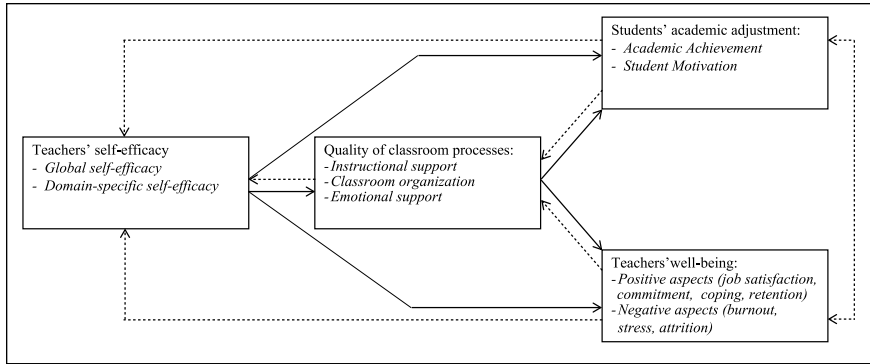 Students' academic adjustment:
- Academic Achievement
- Student Motivation
Teachers' self-efficacy
- Global self-efficacy
- Domain-specific self-efficacy
Quality of classroom processes:
-Instructional support
-Classroom organization
-Emotional support
Teachers'well-being:
-Positive aspects (job satisfaction,
commitment, coping, retention)
-Negative aspects (burnout,
stress, attrition)